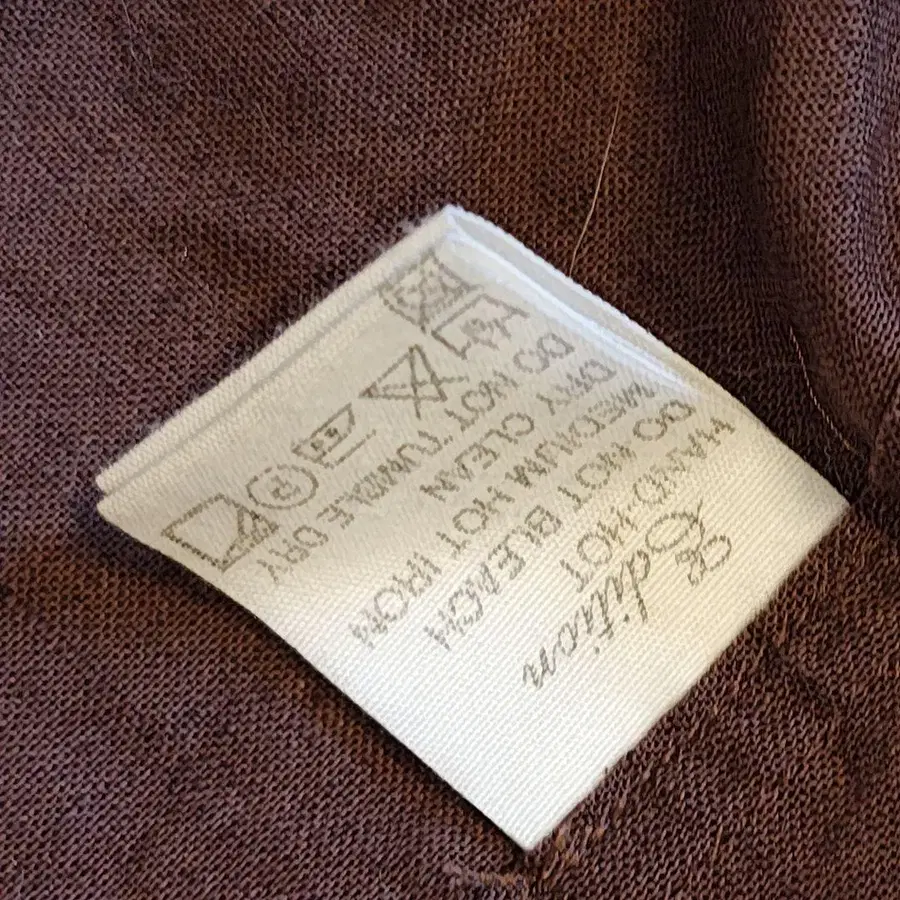 Edition
HAND HOT
DO NOT BLEACH
MEDIUM HOT IRON
DRY CLEAN
DO NOT TUMBLE DRY
P